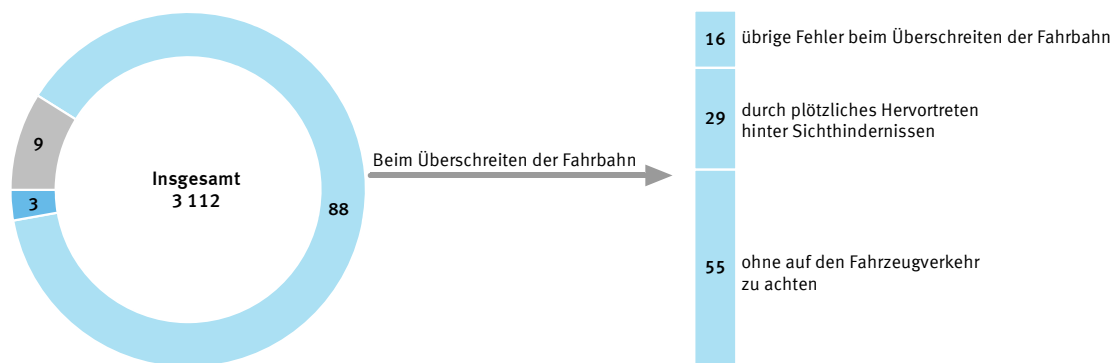 9
3
Insgesamt
3 112
88
Beim Überschreiten der Fahrbahn
16 übrige Fehler beim Überschreiten der Fahrbahn
29 durch plötzliches Hervortreten
hinter Sichthindernissen
55 ohne auf den Fahrzeugverkehr
zu achten